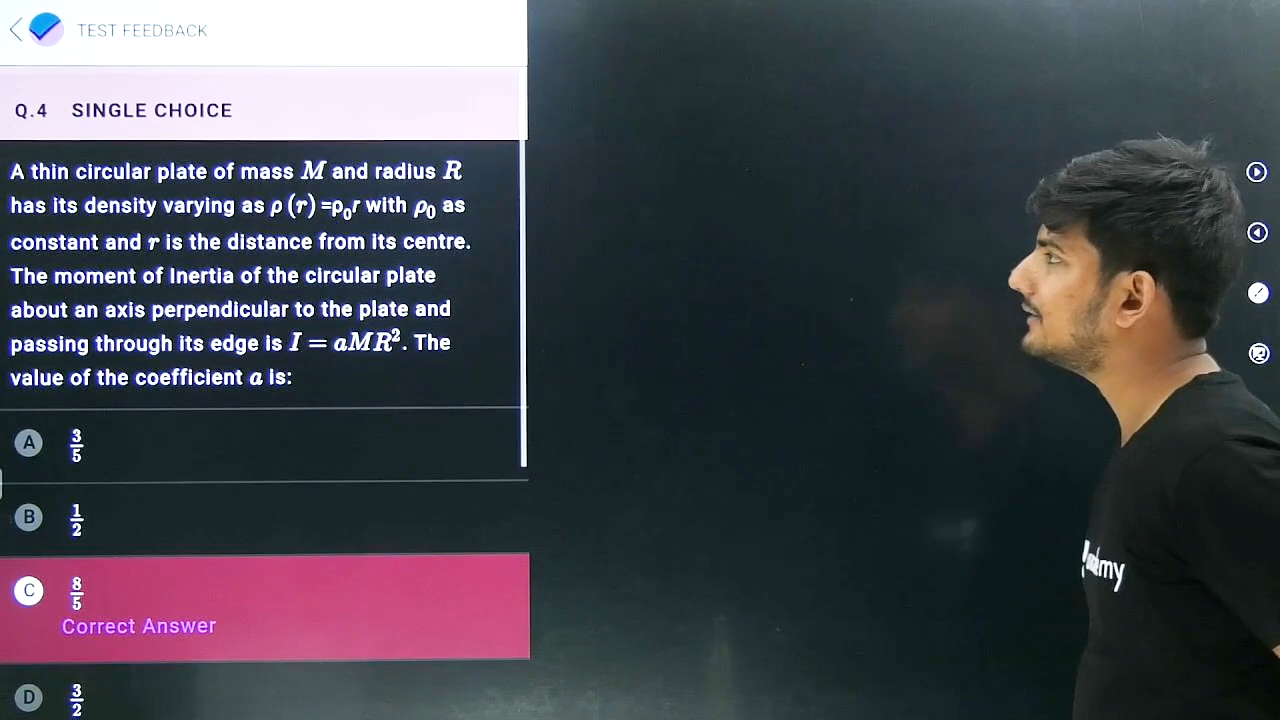 TEST FEEDBACK
Q.4 SINGLE CHOICE
A thin circular plate of mass M and radius R
has its density varying as ρ (r) =ρ₀r with ρ₀ as
constant and r is the distance from its centre.
The moment of Inertia of the circular plate
about an axis perpendicular to the plate and
passing through its edge is I = aMR². The
value of the coefficient a is:
A 3/5
B 1/2
C 8/5
Correct Answer
D 3/2